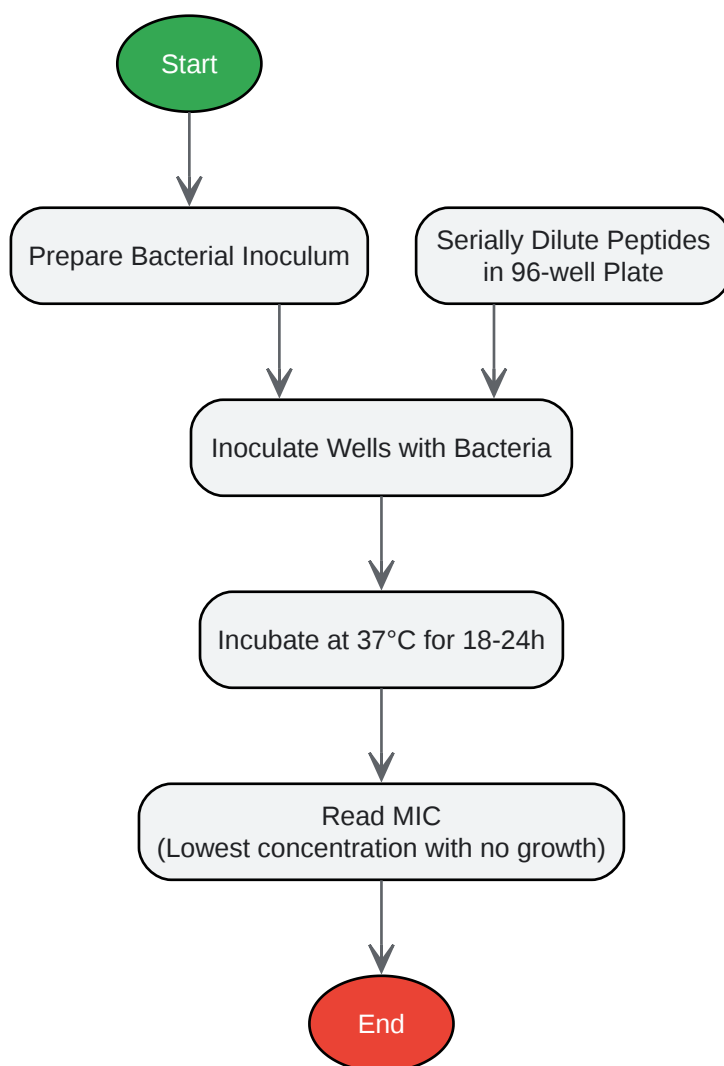 Start
Prepare Bacterial Inoculum
Serially Dilute Peptides
in 96-well Plate
Inoculate Wells with Bacteria
Incubate at 37°C for 18-24h
Read MIC
(Lowest concentration with no growth)
End